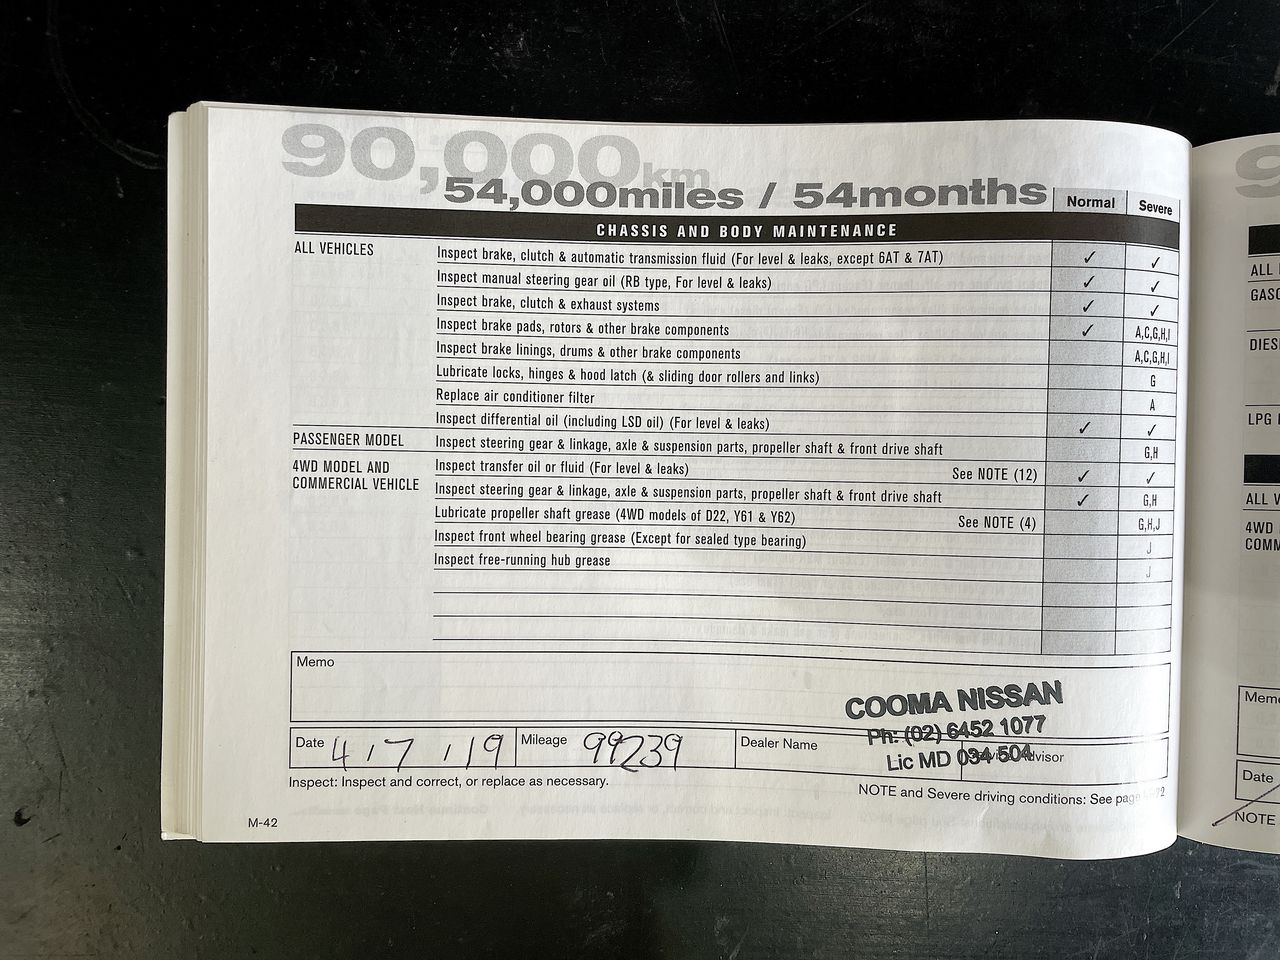 90,000km
54,000miles / 54months
Normal Severe
CHASSIS AND BODY MAINTENANCE
ALL VEHICLES Inspect brake, clutch & automatic transmission fluid (For level & leaks, except 6AT & 7AT) ✓ ✓
Inspect manual steering gear oil (RB type, For level & leaks) ✓ ✓
Inspect brake, clutch & exhaust systems ✓ ✓
Inspect brake pads, rotors & other brake components ✓ A,C,G,H,I
Inspect brake linings, drums & other brake components A,C,G,H,I
Lubricate locks, hinges & hood latch (& sliding door rollers and links) G
Replace air conditioner filter A
Inspect differential oil (including LSD oil) (For level & leaks) ✓ ✓
PASSENGER MODEL Inspect steering gear & linkage, axle & suspension parts, propeller shaft & front drive shaft G,H
4WD MODEL AND Inspect transfer oil or fluid (For level & leaks) See NOTE (12) ✓ ✓
COMMERCIAL VEHICLE Inspect steering gear & linkage, axle & suspension parts, propeller shaft & front drive shaft ✓ G,H
Lubricate propeller shaft grease (4WD models of D22, Y61 & Y62) See NOTE (4) G,H,J
Inspect front wheel bearing grease (Except for sealed type bearing) J
Inspect free-running hub grease J
Memo
COOMA NISSAN
Ph: (02) 6452 1077
Lic MD 034 504
Date 4 / 7 / 19 Mileage 99239 Dealer Name Advisor
Inspect: Inspect and correct, or replace as necessary.
NOTE and Severe driving conditions: See page
M-42
9
ALL
GASO
DIES
LPG
ALL V
4WD
COMM
Memo
Date
NOTE